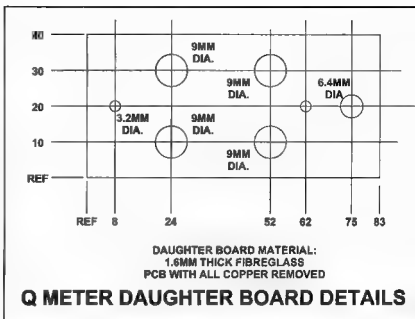 40
9MM
DIA.
30
9MM
DIA.
6.4MM
DIA.
20
3.2MM
DIA.
9MM
DIA.
10
9MM
DIA.
REF
REF 8 24 52 62 75 83
DAUGHTER BOARD MATERIAL:
1.6MM THICK FIBREGLASS
PCB WITH ALL COPPER REMOVED
Q METER DAUGHTER BOARD DETAILS